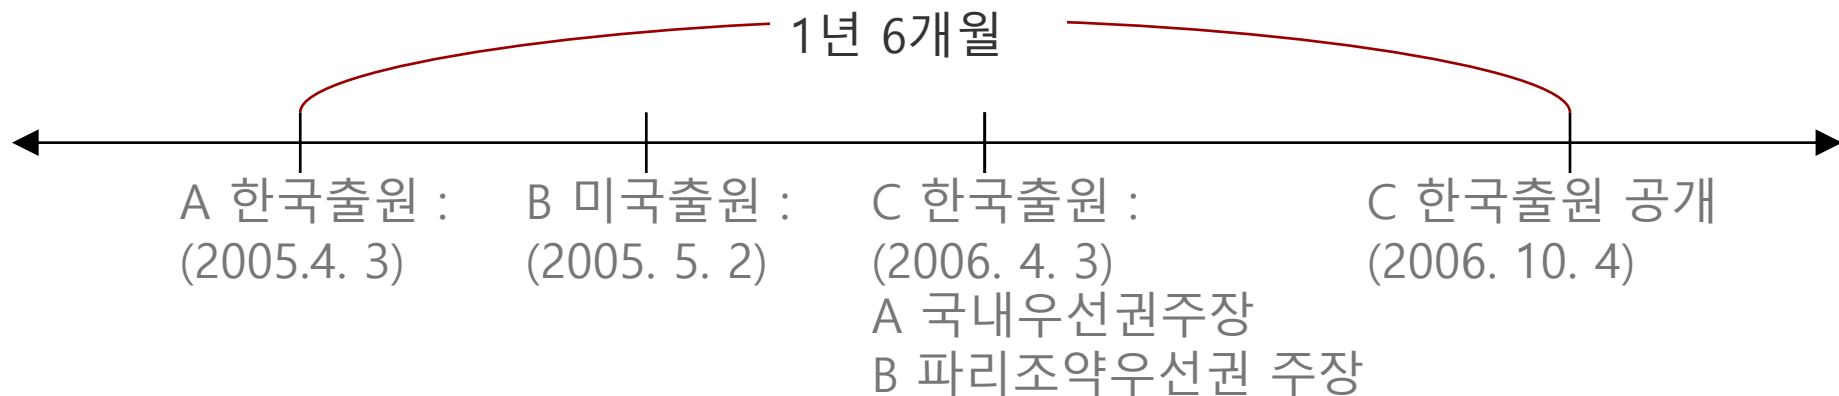 1년 6개월
A 한국출원 :
(2005.4. 3)
B 미국출원 :
(2005. 5. 2)
C 한국출원 :
(2006. 4. 3)
A 국내우선권주장
B 파리조약우선권 주장
C 한국출원 공개
(2006. 10. 4)